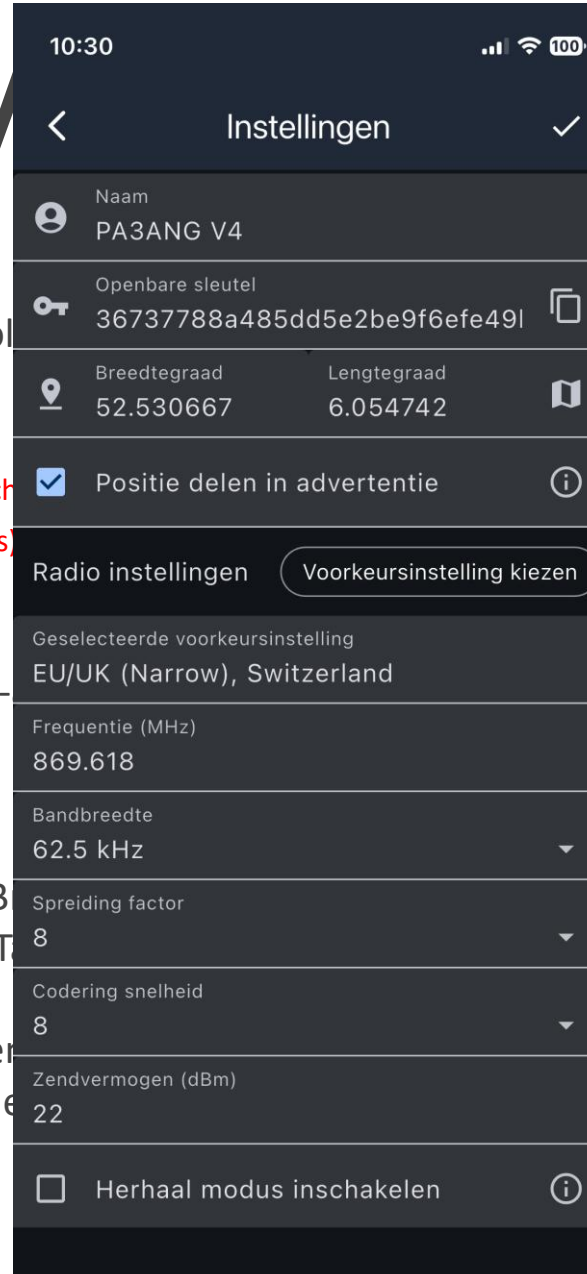 10:30
100
Instellingen
Naam
PA3ANG V4
Openbare sleutel
36737788a485dd5e2be9f6efe49
Breedtegraad Lengtegraad
52.530667 6.054742
Positie delen in advertentie
Radio instellingen Voorkeursinstelling kiezen
Geselecteerde voorkeursinstelling
EU/UK (Narrow), Switzerland
Frequentie (MHz)
869.618
Bandbreedte
62.5 kHz
Spreiding factor
8
Codering snelheid
8
Zendvermogen (dBm)
22
Herhaal modus inschakelen